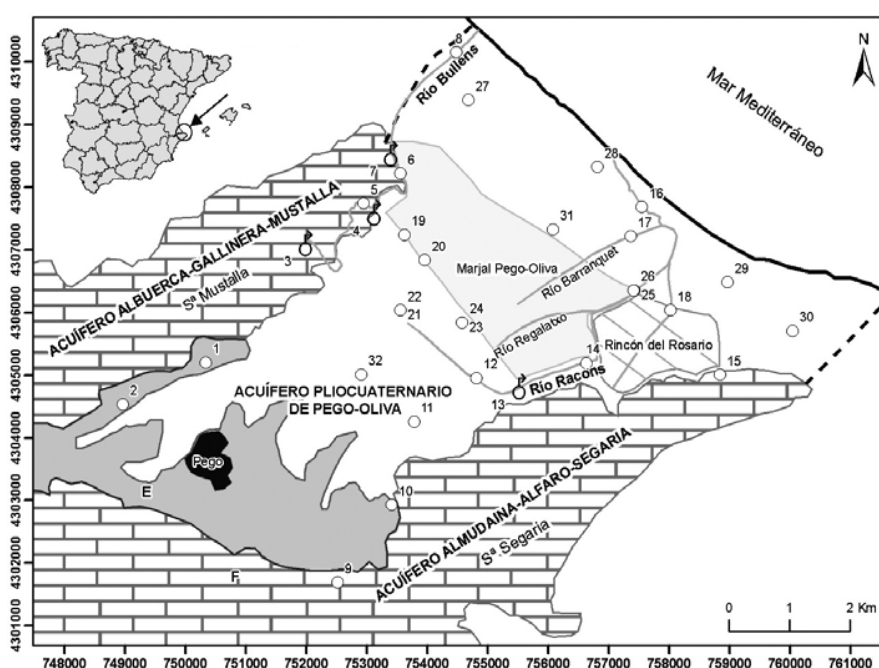 4310000
4309000
4308000
4307000
4306000
4305000
4304000
4303000
4302000
4301000
N
Mar Mediterráneo
Río Bullens
8
27
28
6
7
5
4
3
16
17
19
20
31
29
Marjal Pego-Oliva
Río Barranquet
26
25
18
30
ACUÍFERO ALBUERCA-GALLINERA-MUSTALLA
Sª Mustalla
22
21
24
23
Río Regalatxo
Rincón del Rosario
1
2
32
12
14
15
13
Río Racons
ACUÍFERO PLIOCUATERNARIO
DE PEGO-OLIVA
11
Pego
E
10
ACUÍFERO ALMUDAINA-ALFARO-SEGARIA
Sª Segaria
F
9
0 1 2 Km
748000 749000 750000 751000 752000 753000 754000 755000 756000 757000 758000 759000 760000 761000